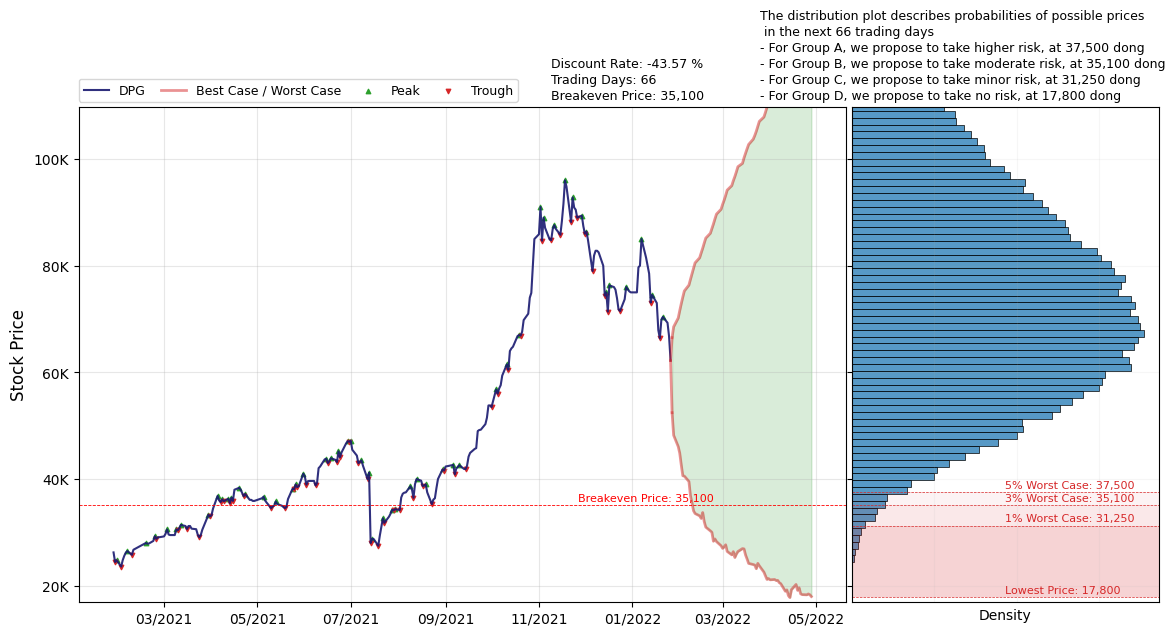 The distribution plot describes probabilities of possible prices
in the next 66 trading days
- For Group A, we propose to take higher risk, at 37,500 dong
- For Group B, we propose to take moderate risk, at 35,100 dong
- For Group C, we propose to take minor risk, at 31,250 dong
- For Group D, we propose to take no risk, at 17,800 dong
Discount Rate: -43.57 %
Trading Days: 66
Breakeven Price: 35,100
DPG
Best Case / Worst Case
Peak
Trough
Stock Price
100K
80K
60K
40K
20K
Breakeven Price: 35,100
5% Worst Case: 37,500
3% Worst Case: 35,100
1% Worst Case: 31,250
Lowest Price: 17,800
03/2021
05/2021
07/2021
09/2021
11/2021
01/2022
03/2022
05/2022
Density